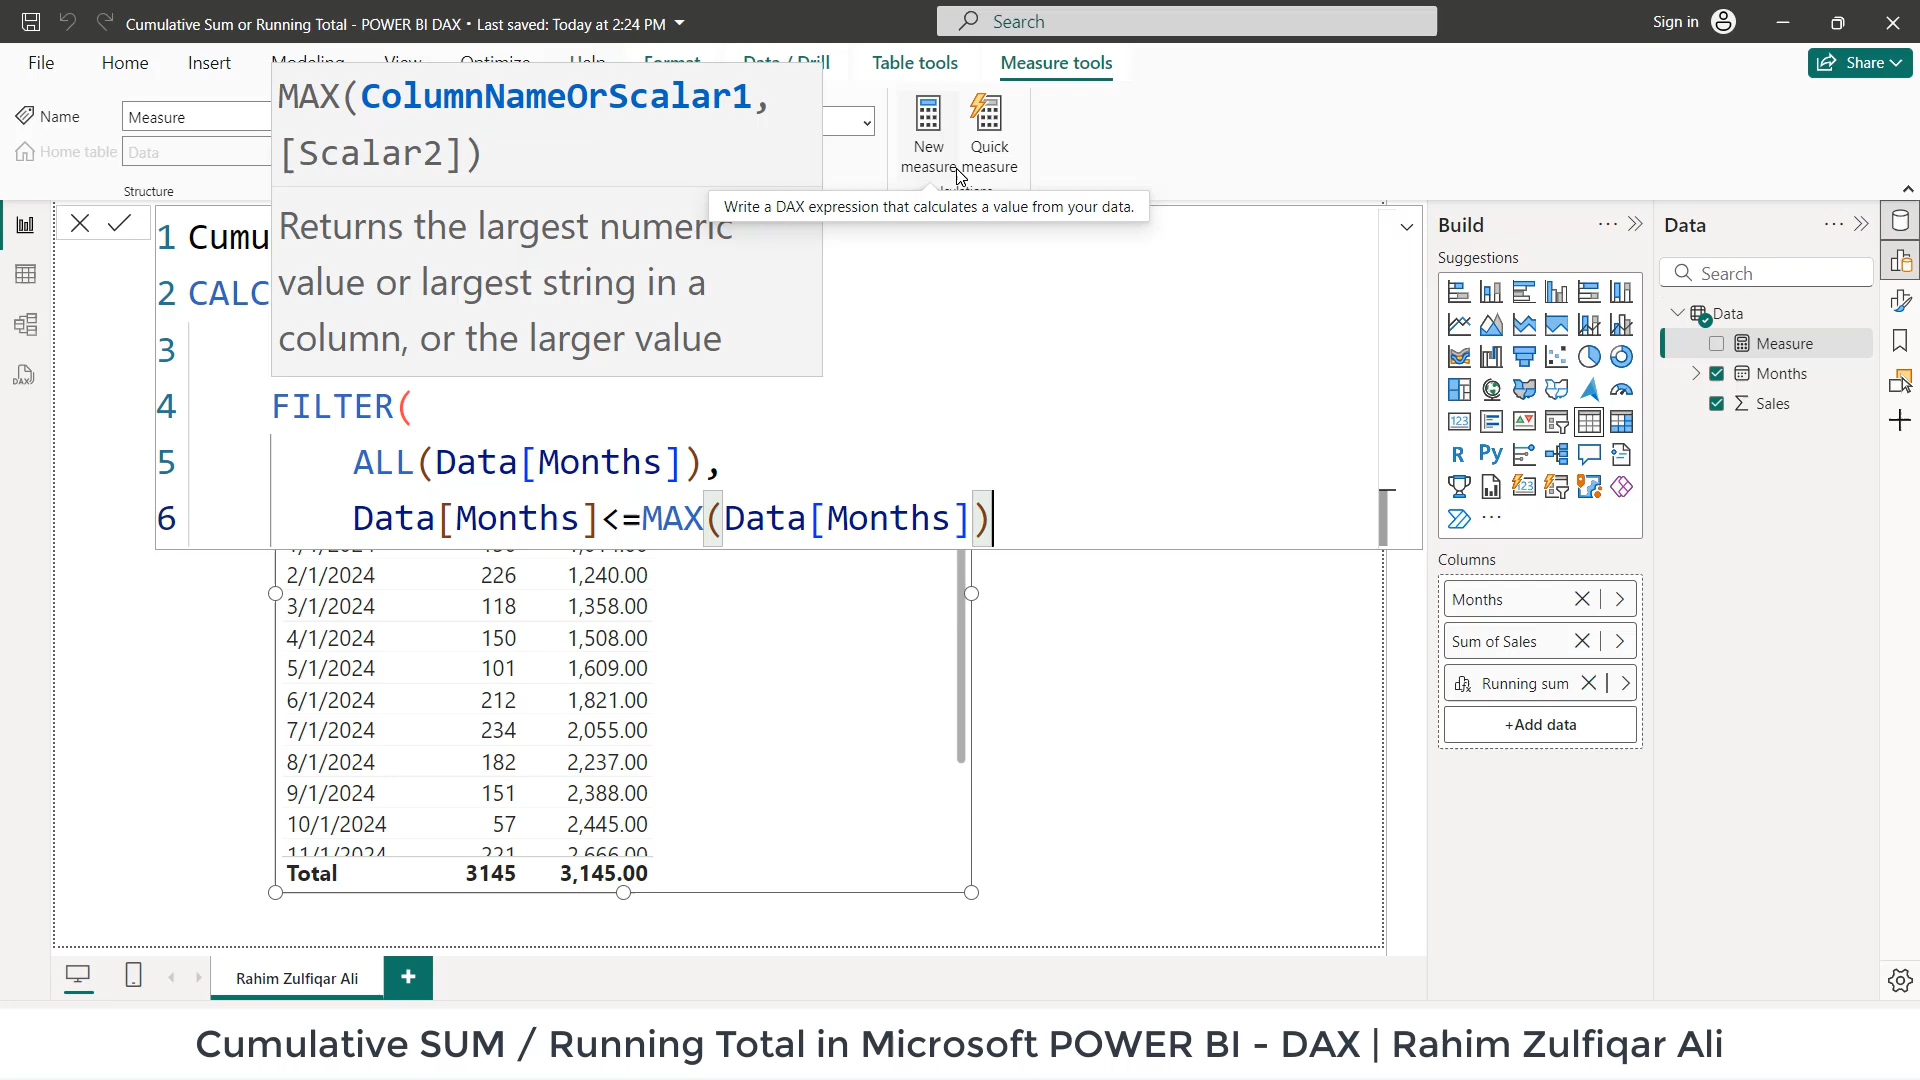 Cumulative Sum or Running Total - POWER BI DAX • Last saved: Today at 2:24 PM
Search
Sign in
File
Home
Insert
Table tools
Measure tools
Share
Name
Measure
Home table
Data
Structure
New measure
Quick measure
Write a DAX expression that calculates a value from your data.
MAX(ColumnNameOrScalar1,
[Scalar2])
Returns the largest numeric
value or largest string in a
column, or the larger value
1 Cumu
2 CALC
3
4 FILTER(
5 ALL(Data[Months]),
6 Data[Months]<=MAX(Data[Months])
2/1/2024 226 1,240.00
3/1/2024 118 1,358.00
4/1/2024 150 1,508.00
5/1/2024 101 1,609.00
6/1/2024 212 1,821.00
7/1/2024 234 2,055.00
8/1/2024 182 2,237.00
9/1/2024 151 2,388.00
10/1/2024 57 2,445.00
11/1/2024 221 2,666.00
Total 3145 3,145.00
Build
Suggestions
R
Py
123
Columns
Months
Sum of Sales
Running sum
+Add data
Data
Search
Data
Measure
Months
Sales
DAX
Rahim Zulfiqar Ali
Cumulative SUM / Running Total in Microsoft POWER BI - DAX | Rahim Zulfiqar Ali